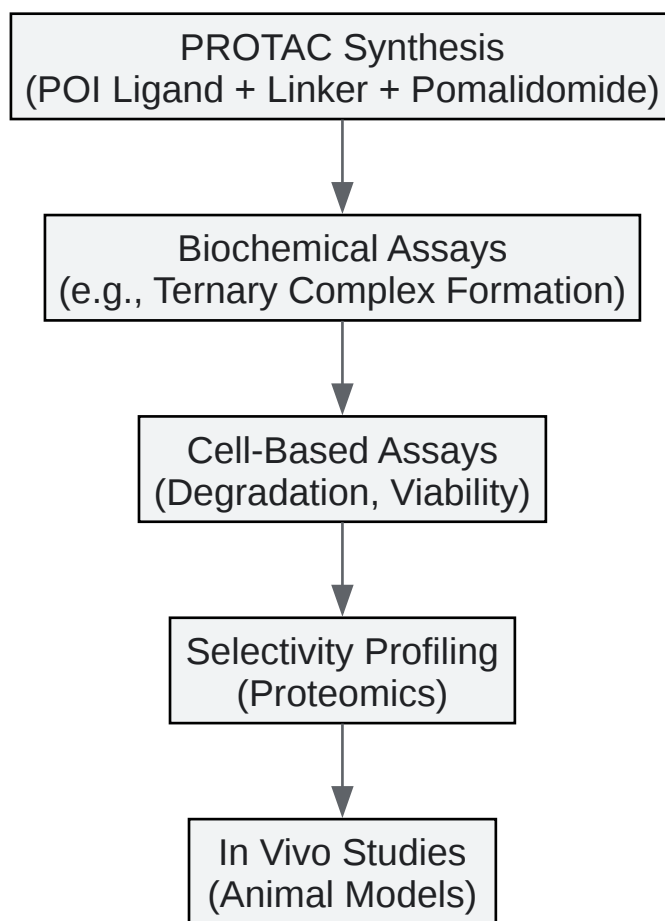 PROTAC Synthesis
(POI Ligand + Linker + Pomalidomide)
Biochemical Assays
(e.g., Ternary Complex Formation)
Cell-Based Assays
(Degradation, Viability)
Selectivity Profiling
(Proteomics)
In Vivo Studies
(Animal Models)